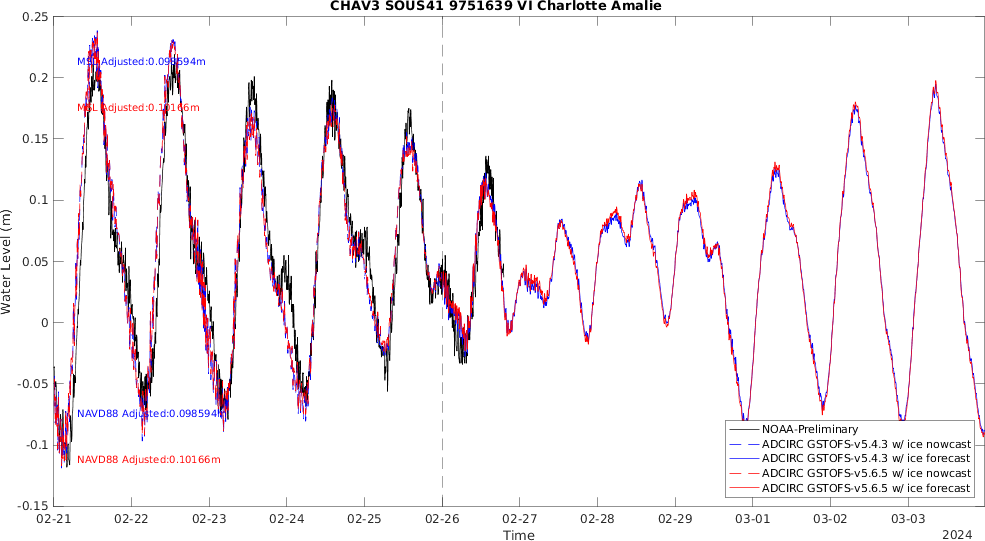 CHAV3 SOUS41 9751639 VI Charlotte Amalie
0.25
0.2
0.15
0.1
0.05
0
-0.05
-0.1
-0.15
Water Level (m)
MSL Adjusted:0.098594m
MSL Adjusted:0.10166m
NAVD88 Adjusted:0.098594m
NAVD88 Adjusted:0.10166m
NOAA-Preliminary
ADCIRC GSTOFS-v5.4.3 w/ ice nowcast
ADCIRC GSTOFS-v5.4.3 w/ ice forecast
ADCIRC GSTOFS-v5.6.5 w/ ice nowcast
ADCIRC GSTOFS-v5.6.5 w/ ice forecast
02-21 02-22 02-23 02-24 02-25 02-26 02-27 02-28 02-29 03-01 03-02 03-03
Time
2024